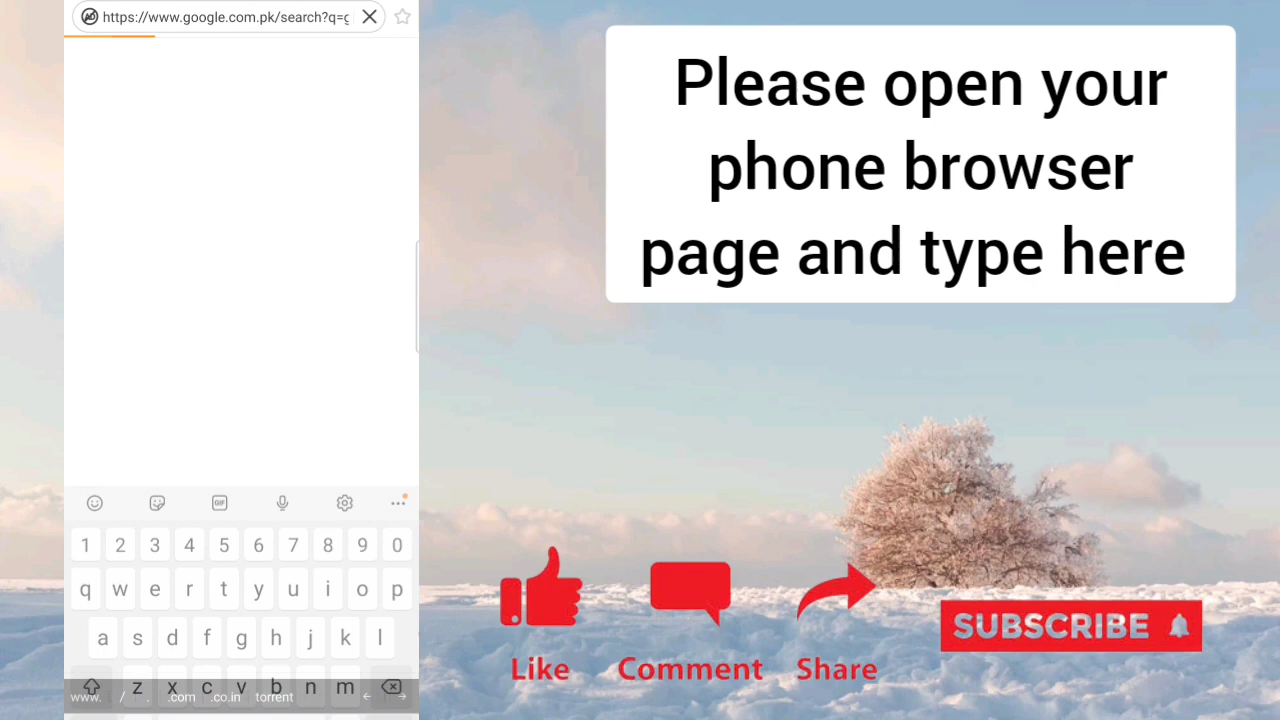 https://www.google.com.pk/search?q=g
Please open your
phone browser
page and type here
GIF
1 2 3 4 5 6 7 8 9 0
q w e r t y u i o p
a s d f g h j k l
z x c v b n m
www. / . .com .co.in torrent ← →
Like Comment Share
SUBSCRIBE